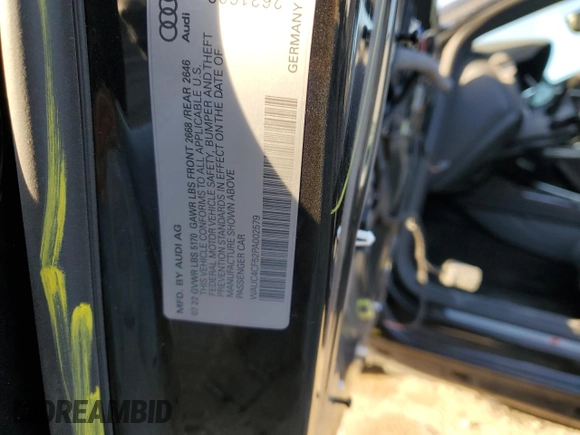 Audi
GERMANY
MFD. BY AUDI AG
07 22 GVWR LBS 5170 GAWR LBS FRONT 2668 /REAR 2646
THIS VEHICLE CONFORMS TO ALL APPLICABLE U.S.
FEDERAL MOTOR VEHICLE SAFETY, BUMPER AND THEFT
PREVENTION STANDARDS IN EFFECT ON THE DATE OF
MANUFACTURE SHOWN ABOVE
PASSENGER CAR
WAUC4CF52PA002579
DREAMBID